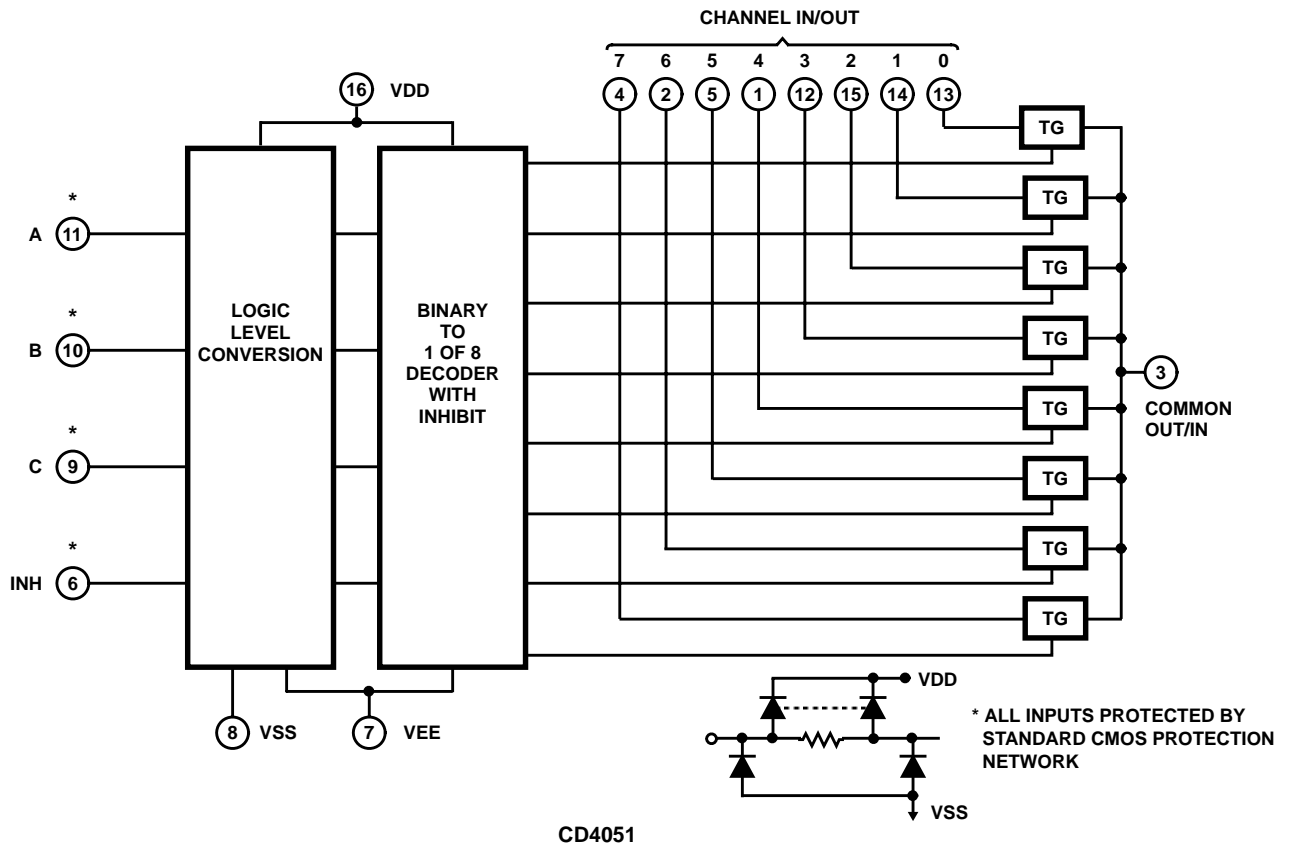 CHANNEL IN/OUT
7 6 5 4 3 2 1 0
4 2 5 1 12 15 14 13
16 VDD
TG
*
A 11
TG
TG
*
B 10
LOGIC
LEVEL
CONVERSION
BINARY
TO
1 OF 8
DECODER
WITH
INHIBIT
TG
3
COMMON
OUT/IN
TG
*
C 9
TG
*
INH 6
TG
TG
8 VSS
7 VEE
VDD
* ALL INPUTS PROTECTED BY
STANDARD CMOS PROTECTION
NETWORK
VSS
CD4051